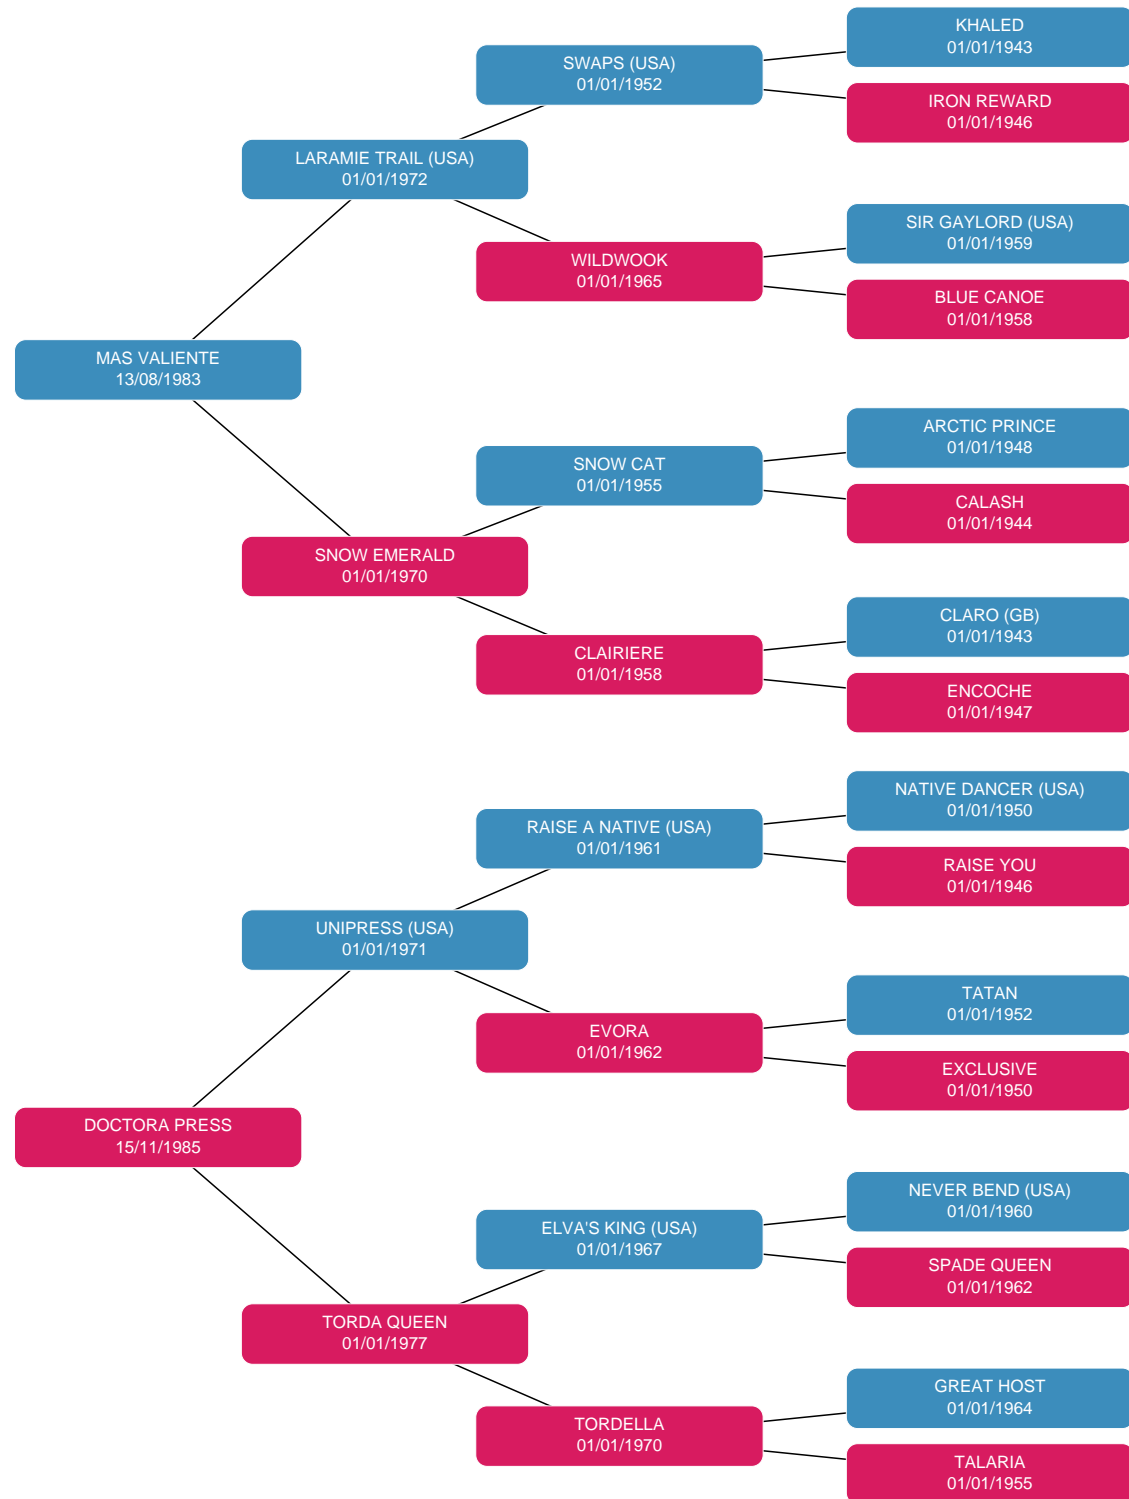 KHALED
01/01/1943
SWAPS (USA)
01/01/1952
IRON REWARD
01/01/1946
LARAMIE TRAIL (USA)
01/01/1972
SIR GAYLORD (USA)
01/01/1959
WILDWOOK
01/01/1965
BLUE CANOE
01/01/1958
MAS VALIENTE
13/08/1983
ARCTIC PRINCE
01/01/1948
SNOW CAT
01/01/1955
CALASH
01/01/1944
SNOW EMERALD
01/01/1970
CLARO (GB)
01/01/1943
CLAIRIERE
01/01/1958
ENCOCHE
01/01/1947
NATIVE DANCER (USA)
01/01/1950
RAISE A NATIVE (USA)
01/01/1961
RAISE YOU
01/01/1946
UNIPRESS (USA)
01/01/1971
TATAN
01/01/1952
EVORA
01/01/1962
EXCLUSIVE
01/01/1950
DOCTORA PRESS
15/11/1985
NEVER BEND (USA)
01/01/1960
ELVA'S KING (USA)
01/01/1967
SPADE QUEEN
01/01/1962
TORDA QUEEN
01/01/1977
GREAT HOST
01/01/1964
TORDELLA
01/01/1970
TALARIA
01/01/1955